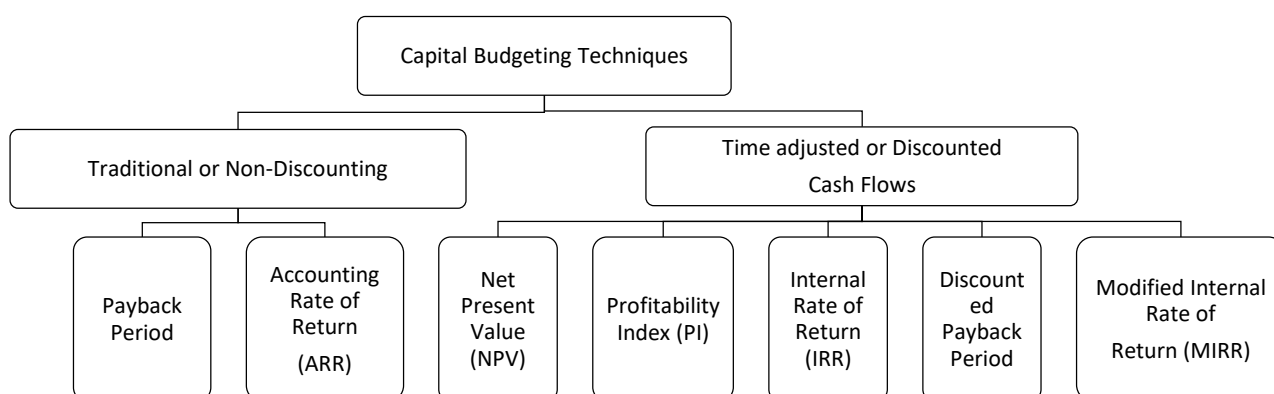 Capital Budgeting Techniques
Traditional or Non-Discounting
Time adjusted or Discounted
Cash Flows
Payback
Period
Accounting
Rate of
Return
(ARR)
Net
Present
Value
(NPV)
Profitability
Index (PI)
Internal
Rate of
Return
(IRR)
Discount
ed
Payback
Period
Modified Internal
Rate of
Return (MIRR)